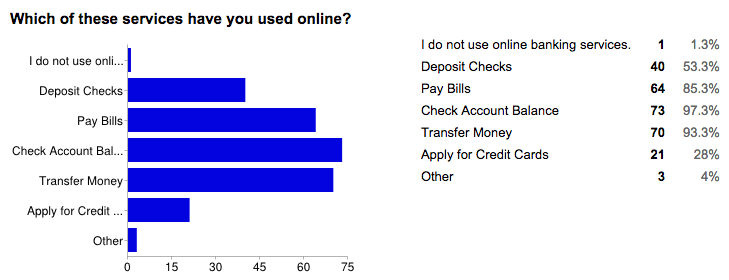 Which of these services have you used online?
I do not use onli...
Deposit Checks
Pay Bills
Check Account Bal...
Transfer Money
Apply for Credit ...
Other
0 15 30 45 60 75
I do not use online banking services. 1 1.3%
Deposit Checks 40 53.3%
Pay Bills 64 85.3%
Check Account Balance 73 97.3%
Transfer Money 70 93.3%
Apply for Credit Cards 21 28%
Other 3 4%